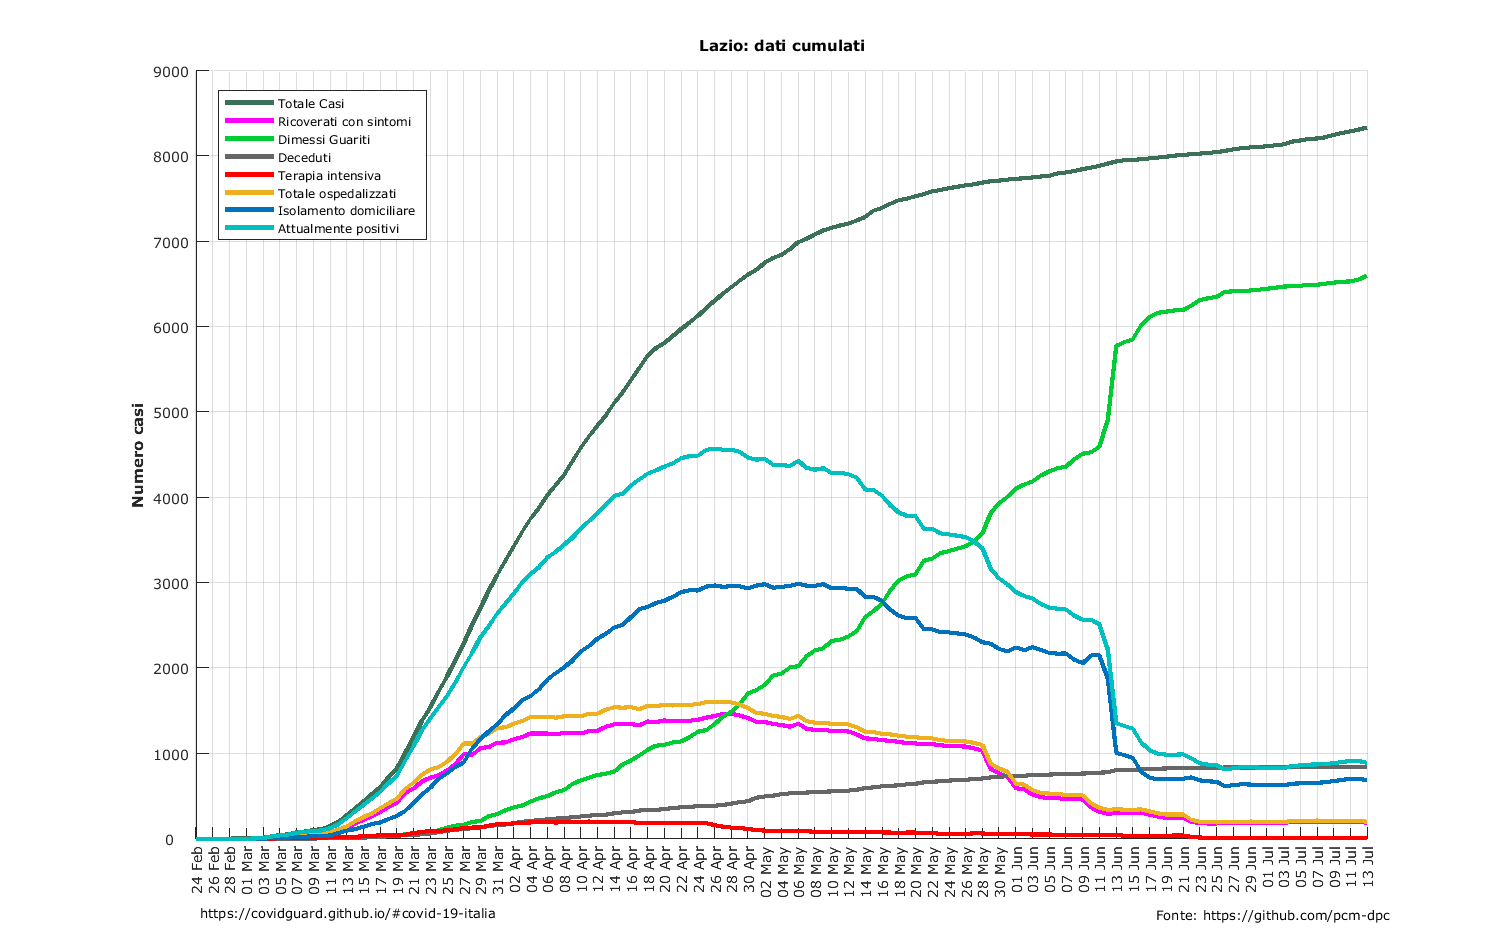 Lazio: dati cumulati
9000
8000
7000
6000
5000
4000
3000
2000
1000
0
Numero casi
Totale Casi
Ricoverati con sintomi
Dimessi Guariti
Deceduti
Terapia intensiva
Totale ospedalizzati
Isolamento domiciliare
Attualmente positivi
24 Feb
26 Feb
28 Feb
01 Mar
03 Mar
05 Mar
07 Mar
09 Mar
11 Mar
13 Mar
15 Mar
17 Mar
19 Mar
21 Mar
23 Mar
25 Mar
27 Mar
29 Mar
31 Mar
02 Apr
04 Apr
06 Apr
08 Apr
10 Apr
12 Apr
14 Apr
16 Apr
18 Apr
20 Apr
22 Apr
24 Apr
26 Apr
28 Apr
30 Apr
02 May
04 May
06 May
08 May
10 May
12 May
14 May
16 May
18 May
20 May
22 May
24 May
26 May
28 May
30 May
01 Jun
03 Jun
05 Jun
07 Jun
09 Jun
11 Jun
13 Jun
15 Jun
17 Jun
19 Jun
21 Jun
23 Jun
25 Jun
27 Jun
29 Jun
01 Jul
03 Jul
05 Jul
07 Jul
09 Jul
11 Jul
13 Jul
https://covidguard.github.io/#covid-19-italia
Fonte: https://github.com/pcm-dpc